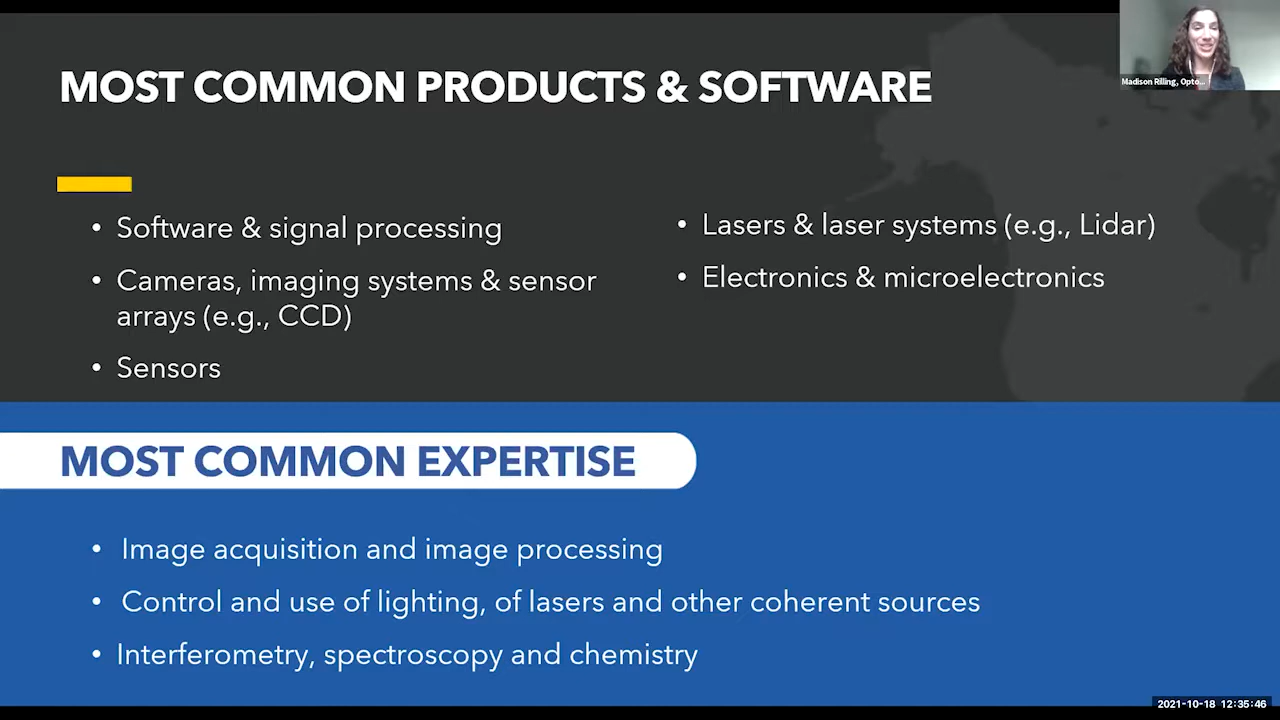 MOST COMMON PRODUCTS & SOFTWARE
Madison Rilling, Opto...
• Software & signal processing
• Cameras, imaging systems & sensor
arrays (e.g., CCD)
• Sensors
• Lasers & laser systems (e.g., Lidar)
• Electronics & microelectronics
MOST COMMON EXPERTISE
• Image acquisition and image processing
• Control and use of lighting, of lasers and other coherent sources
• Interferometry, spectroscopy and chemistry
2021-10-18 12:35:46